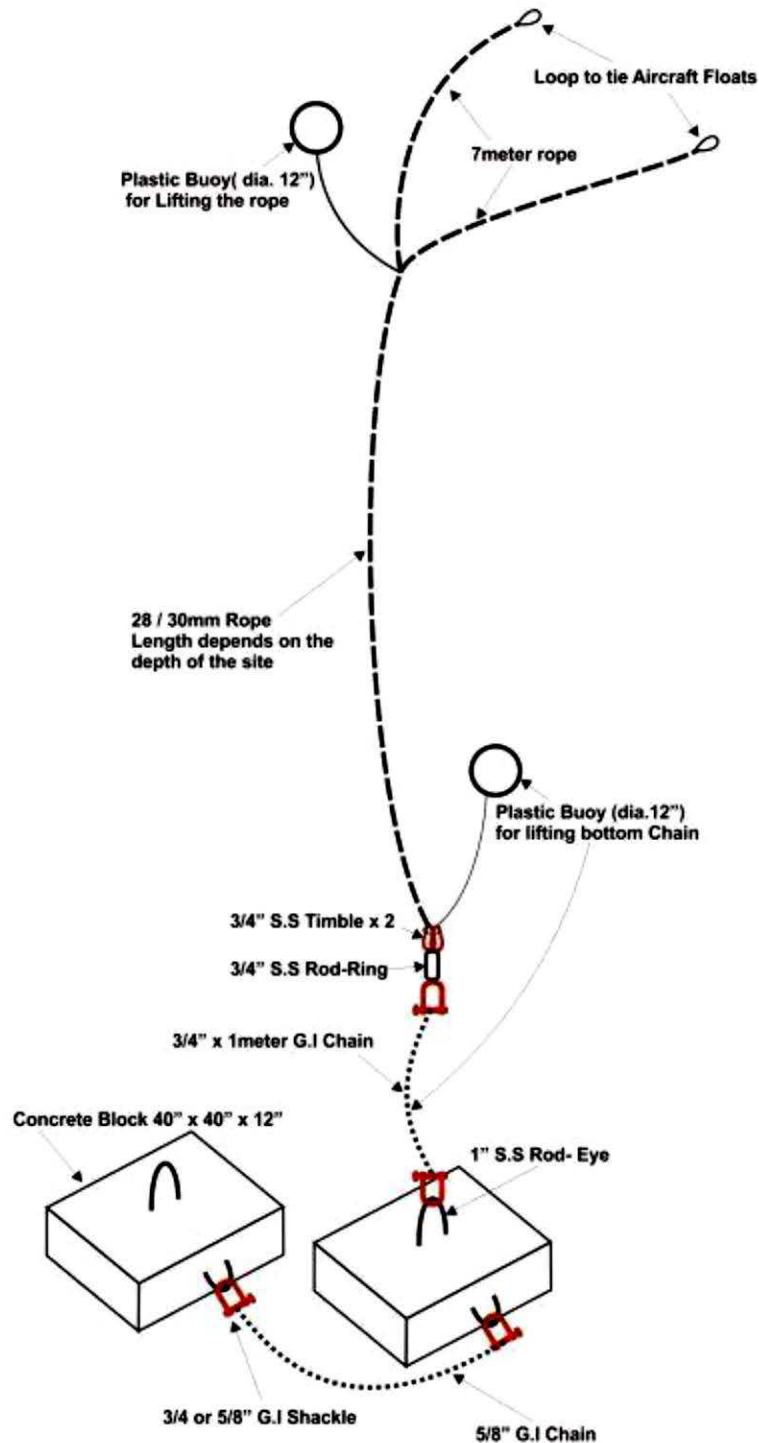 Loop to tie Aircraft Floats
7meter rope
Plastic Buoy( dia. 12”)
for Lifting the rope
28 / 30mm Rope
Length depends on the
depth of the site
Plastic Buoy (dia.12”)
for lifting bottom Chain
3/4” S.S Timble x 2
3/4” S.S Rod-Ring
3/4” x 1meter G.I Chain
Concrete Block 40” x 40” x 12”
1” S.S Rod- Eye
3/4 or 5/8” G.I Shackle
5/8” G.I Chain